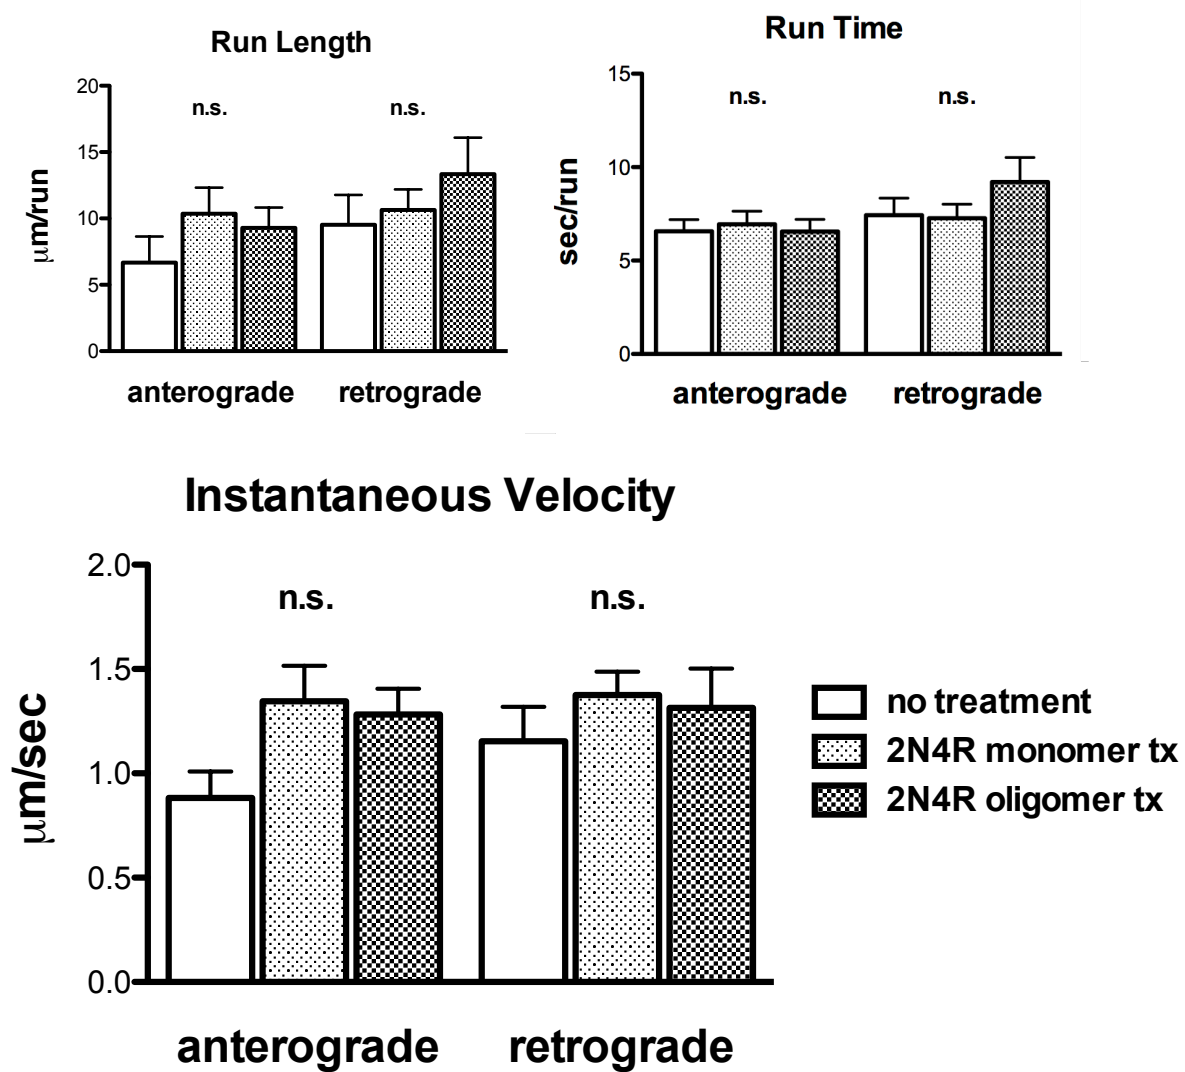 Run Length
20
15
10
5
0
μm/run
n.s.
n.s.
anterograde
retrograde
Run Time
15
10
5
0
sec/run
n.s.
n.s.
anterograde
retrograde
Instantaneous Velocity
2.0
1.5
1.0
0.5
0.0
μm/sec
n.s.
n.s.
anterograde
retrograde
no treatment
2N4R monomer tx
2N4R oligomer tx